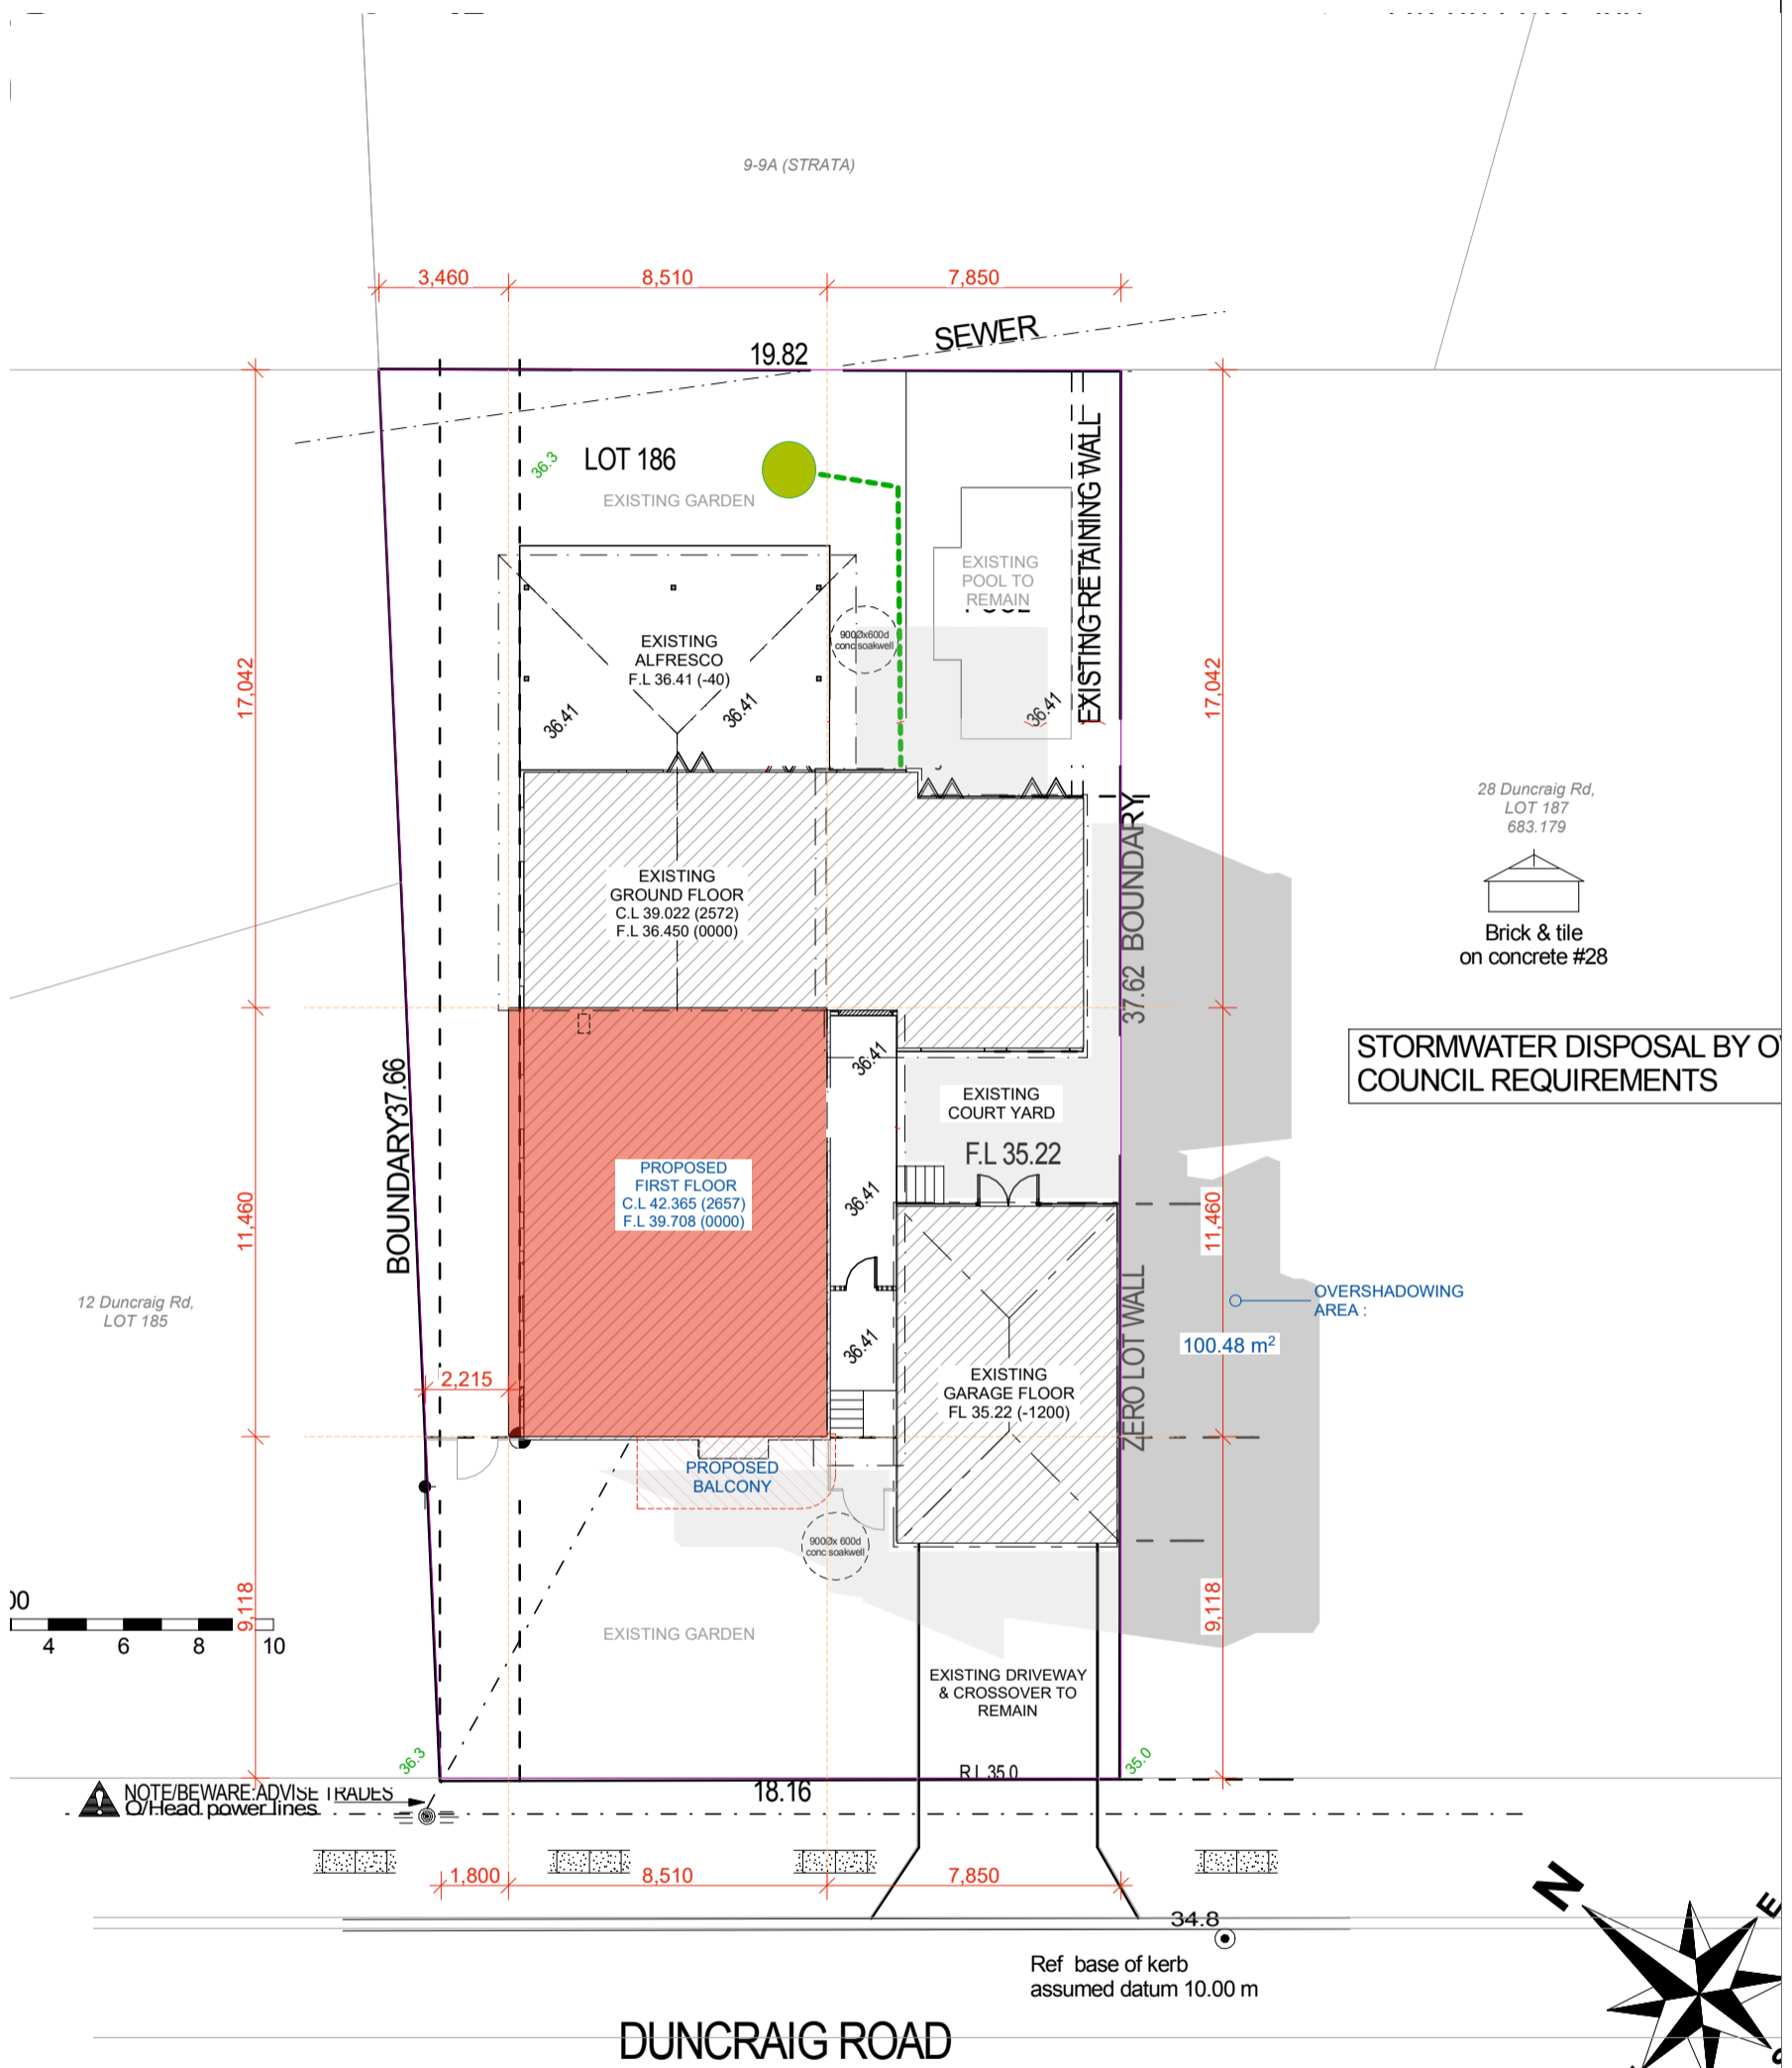 9-9A (STRATA)
3,460
8,510
7,850
SEWER
19.82
LOT 186
36.3
EXISTING GARDEN
EXISTING RETAINING WALL
EXISTING
POOL TO
REMAIN
900Øx600d
conc soakwell
EXISTING
ALFRESCO
F.L 36.41 (-40)
36.41
36.41
36.41
17,042
17,042
28 Duncraig Rd,
LOT 187
683.179
Brick & tile
on concrete #28
EXISTING
GROUND FLOOR
C.L 39.022 (2572)
F.L 36.450 (0000)
37.62 BOUNDARY
STORMWATER DISPOSAL BY
COUNCIL REQUIREMENTS
36.41
EXISTING
COURT YARD
F.L 35.22
BOUNDARY37.66
PROPOSED
FIRST FLOOR
C.L 42.365 (2657)
F.L 39.708 (0000)
36.41
11,460
11,460
12 Duncraig Rd,
LOT 185
OVERSHADOWING
AREA :
100.48 m²
36.41
ZERO LOT WALL
2,215
EXISTING
GARAGE FLOOR
FL 35.22 (-1200)
PROPOSED
BALCONY
900Øx 600d
conc soakwell
9,118
9,118
4 6 8 10
EXISTING GARDEN
EXISTING DRIVEWAY
& CROSSOVER TO
REMAIN
36.3
35.0
R.L 35.0
NOTE/BEWARE:ADVISE TRADES
O/Head power lines
18.16
1,800
8,510
7,850
34.8
Ref base of kerb
assumed datum 10.00 m
N
E
DUNCRAIG ROAD